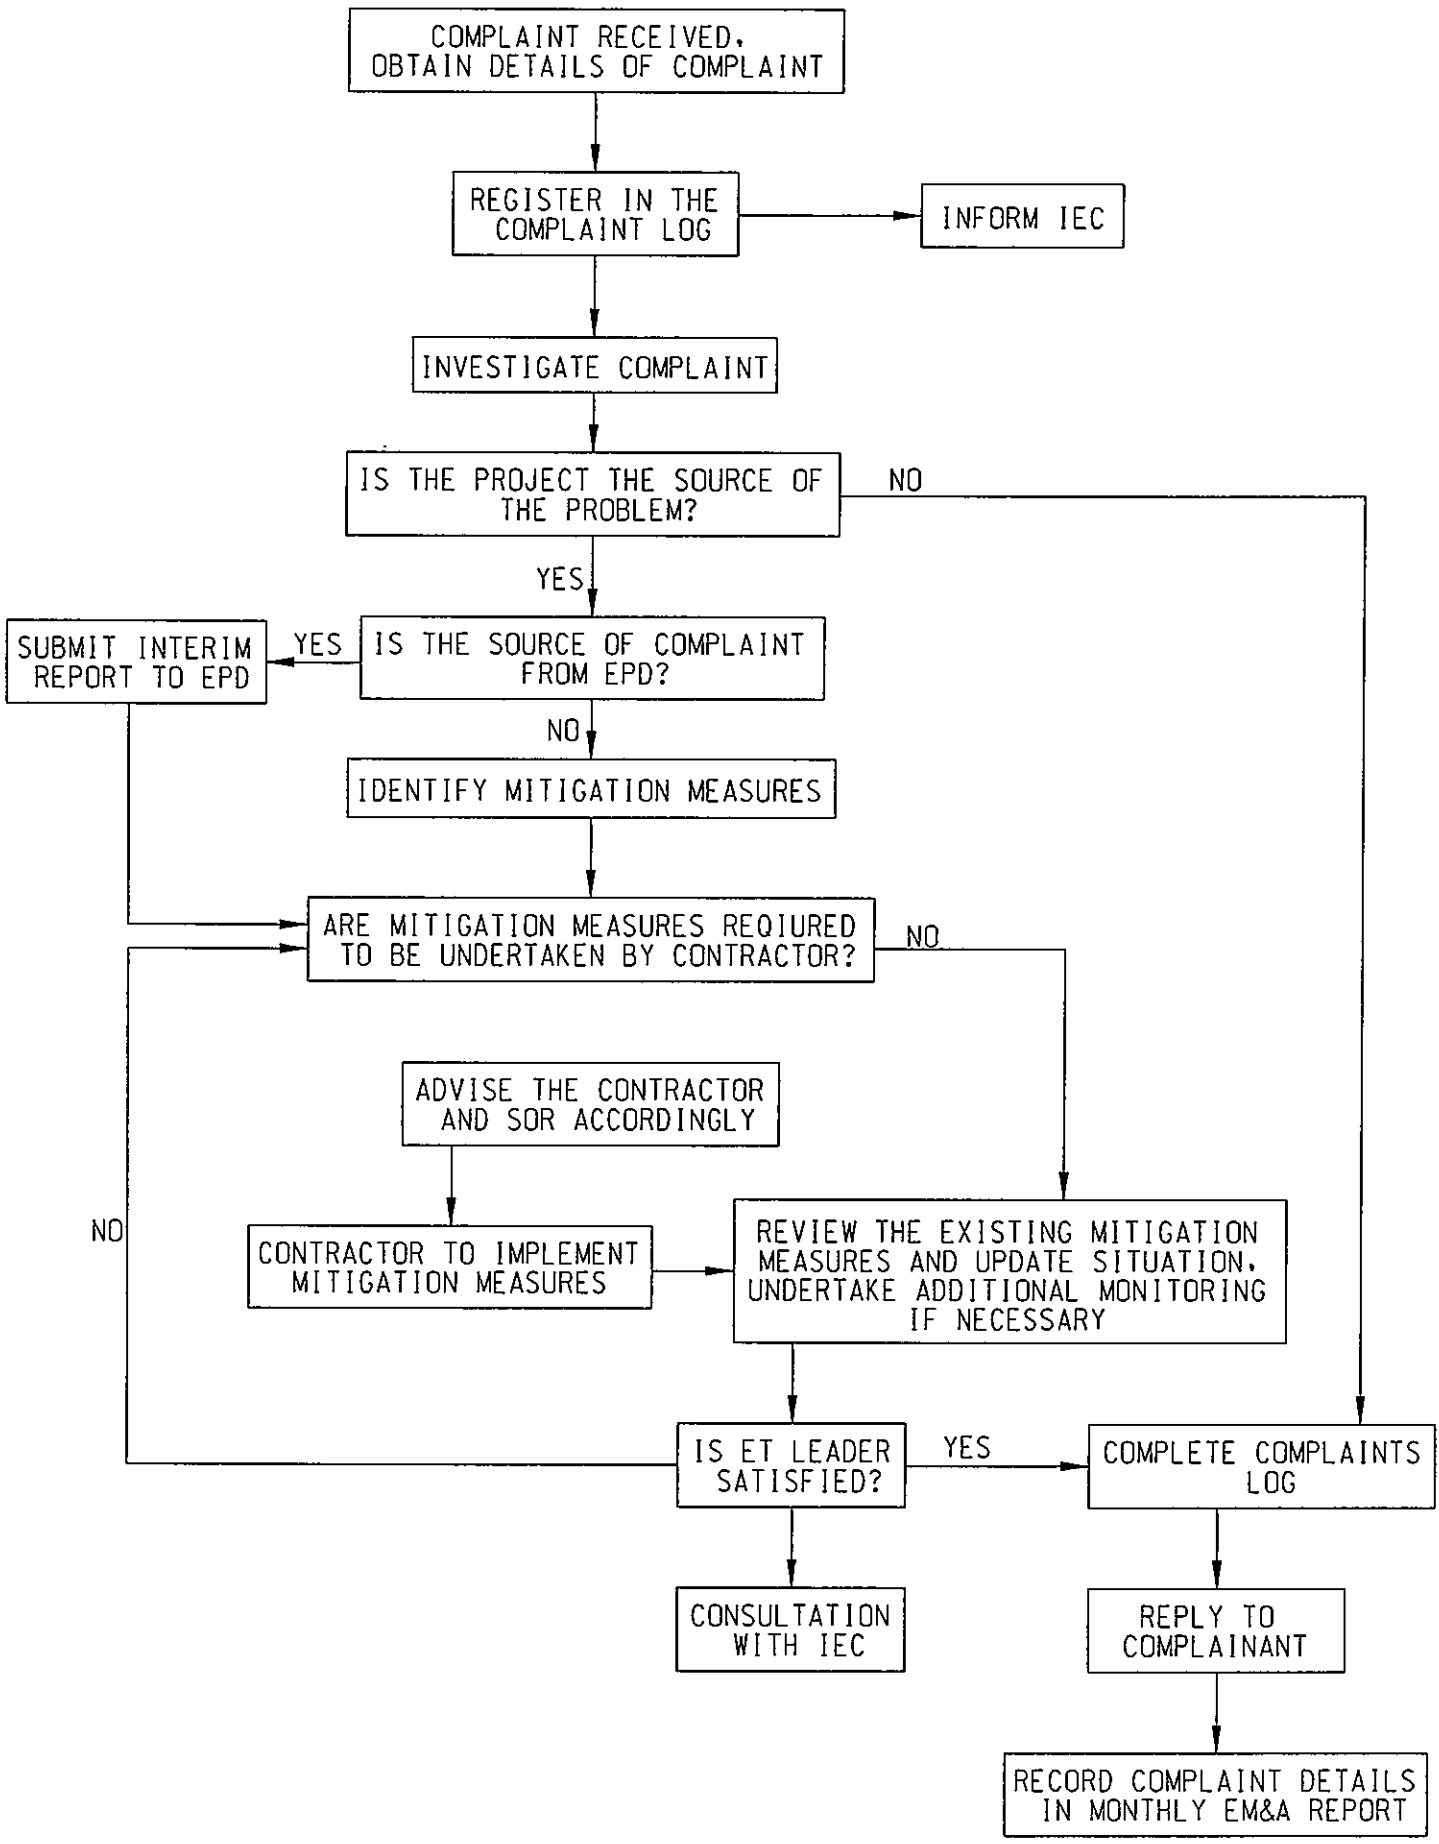 COMPLAINT RECEIVED,
OBTAIN DETAILS OF COMPLAINT
REGISTER IN THE
COMPLAINT LOG
INFORM IEC
INVESTIGATE COMPLAINT
IS THE PROJECT THE SOURCE OF
THE PROBLEM?
NO
YES
SUBMIT INTERIM
REPORT TO EPD
YES
IS THE SOURCE OF COMPLAINT
FROM EPD?
NO
IDENTIFY MITIGATION MEASURES
ARE MITIGATION MEASURES REQIURED
TO BE UNDERTAKEN BY CONTRACTOR?
NO
ADVISE THE CONTRACTOR
AND SOR ACCORDINGLY
NO
CONTRACTOR TO IMPLEMENT
MITIGATION MEASURES
REVIEW THE EXISTING MITIGATION
MEASURES AND UPDATE SITUATION,
UNDERTAKE ADDITIONAL MONITORING
IF NECESSARY
IS ET LEADER
SATISFIED?
YES
COMPLETE COMPLAINTS
LOG
CONSULTATION
WITH IEC
REPLY TO
COMPLAINANT
RECORD COMPLAINT DETAILS
IN MONTHLY EM&A REPORT